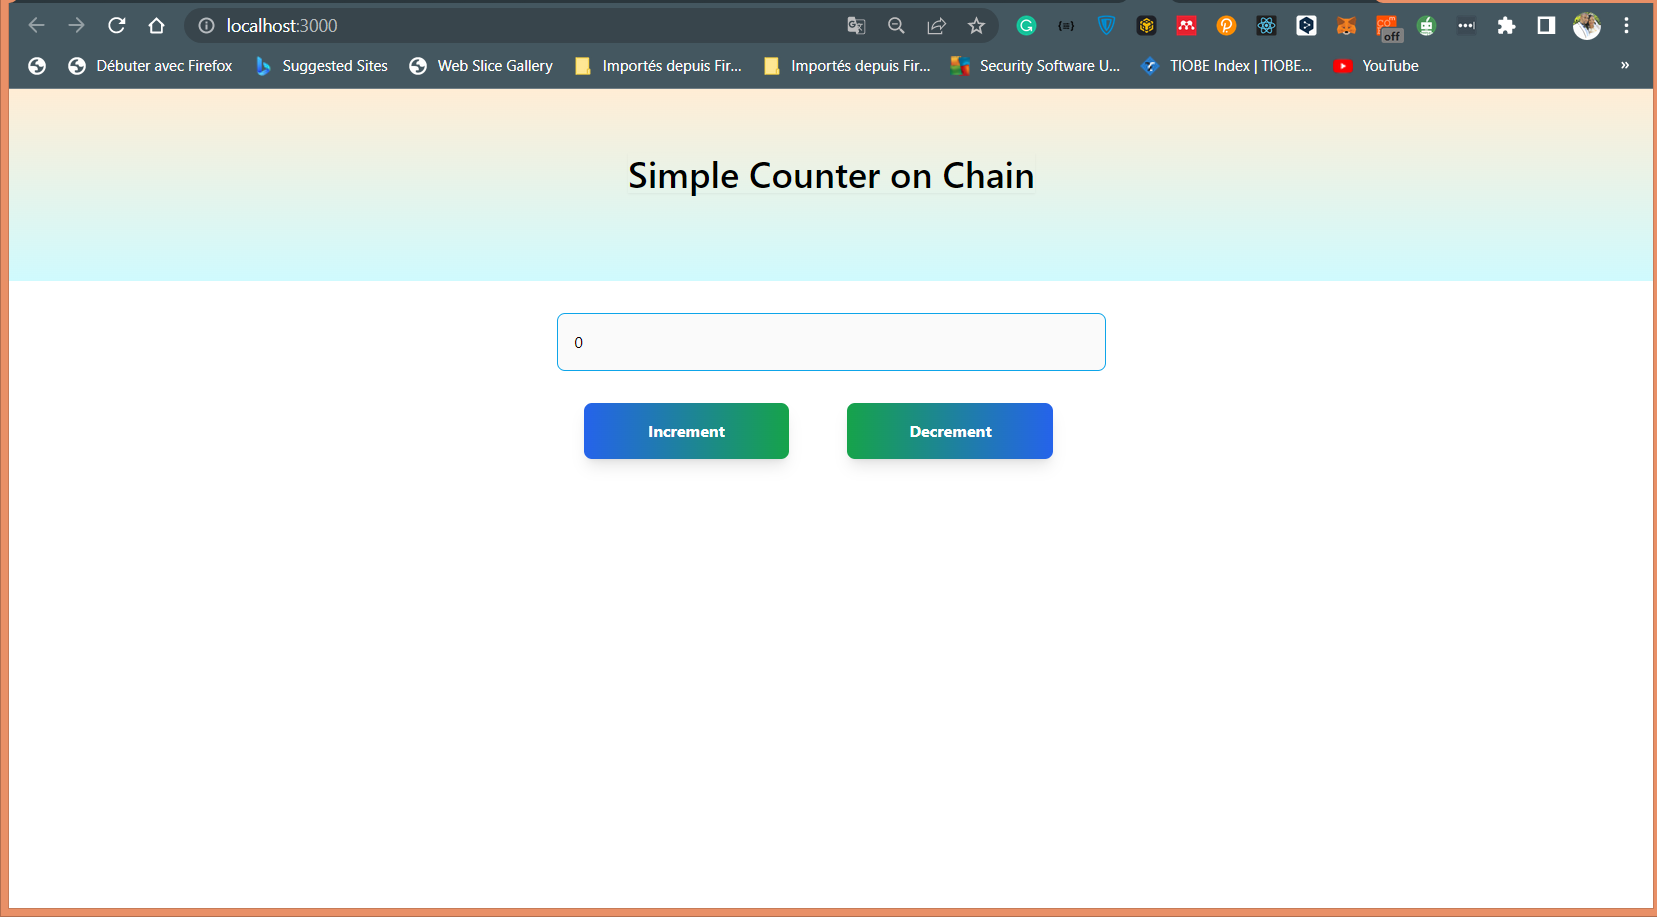 localhost:3000
off
Débuter avec Firefox
Suggested Sites
Web Slice Gallery
Importés depuis Fir...
Importés depuis Fir...
Security Software U...
TIOBE Index | TIOBE...
YouTube
»
Simple Counter on Chain
0
Increment
Decrement